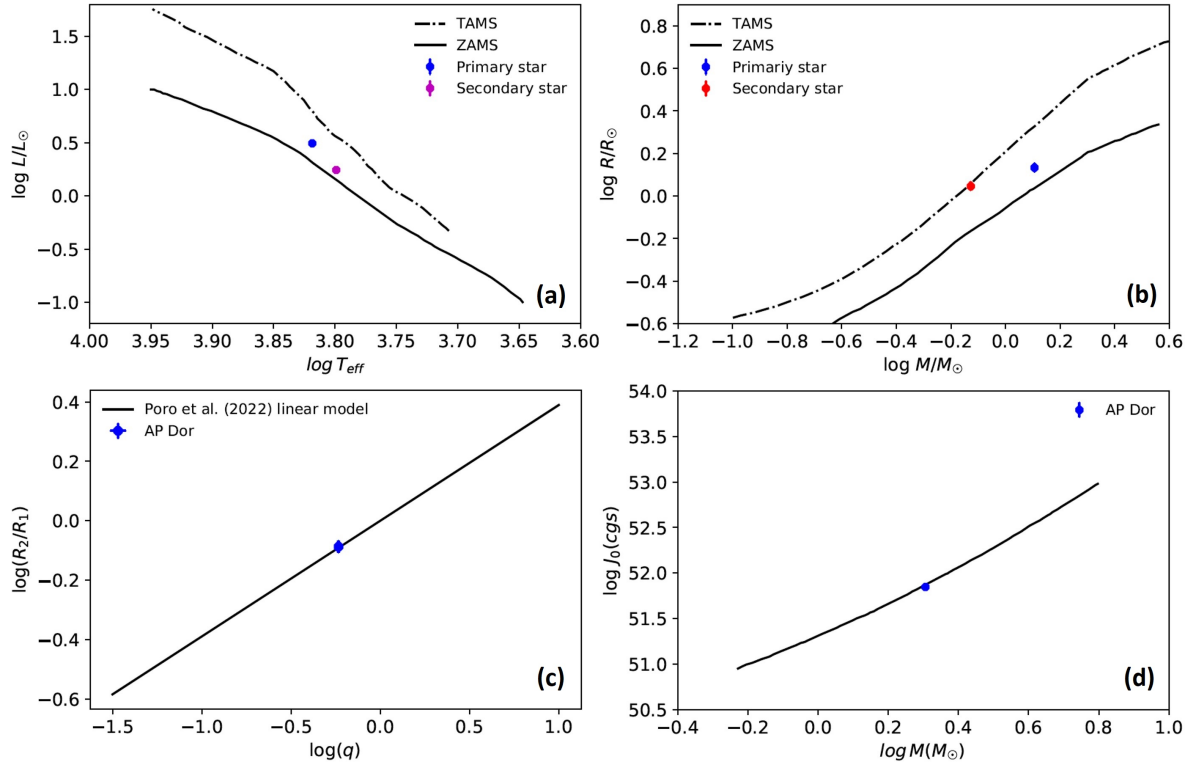 TAMS
ZAMS
Primary star
Secondary star
1.5
1.0
0.5
0.0
−0.5
−1.0
log L/L☉
4.00 3.95 3.90 3.85 3.80 3.75 3.70 3.65 3.60
log Teff
(a)
TAMS
ZAMS
Primariy star
Secondary star
0.8
0.6
0.4
0.2
0.0
−0.2
−0.4
−0.6
log R/R☉
−1.2 −1.0 −0.8 −0.6 −0.4 −0.2 0.0 0.2 0.4 0.6
log M/M☉
(b)
Poro et al. (2022) linear model
AP Dor
0.4
0.2
0.0
−0.2
−0.4
−0.6
log(R2/R1)
−1.5 −1.0 −0.5 0.0 0.5 1.0
log(q)
(c)
AP Dor
54.0
53.5
53.0
52.5
52.0
51.5
51.0
50.5
log J0(cgs)
−0.4 −0.2 0.0 0.2 0.4 0.6 0.8 1.0
log M(M☉)
(d)